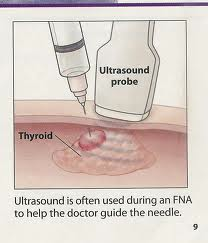 Ultrasound
probe
Thyroid
Ultrasound is often used during an FNA
to help the doctor guide the needle.
9